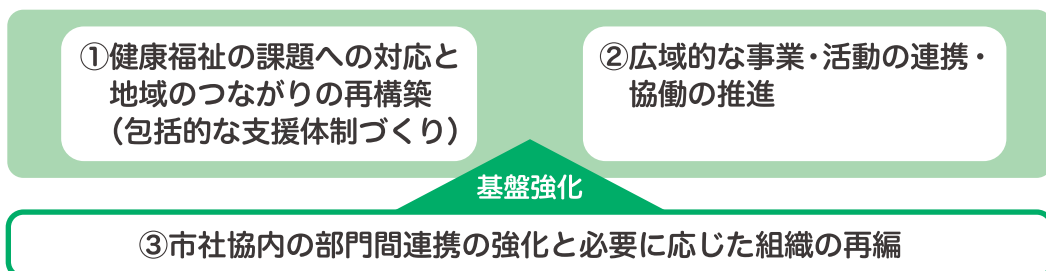 ①健康福祉の課題への対応と
地域のつながりの再構築
（包括的な支援体制づくり）
②広域的な事業・活動の連携・
協働の推進
基盤強化
③市社協内の部門間連携の強化と必要に応じた組織の再編